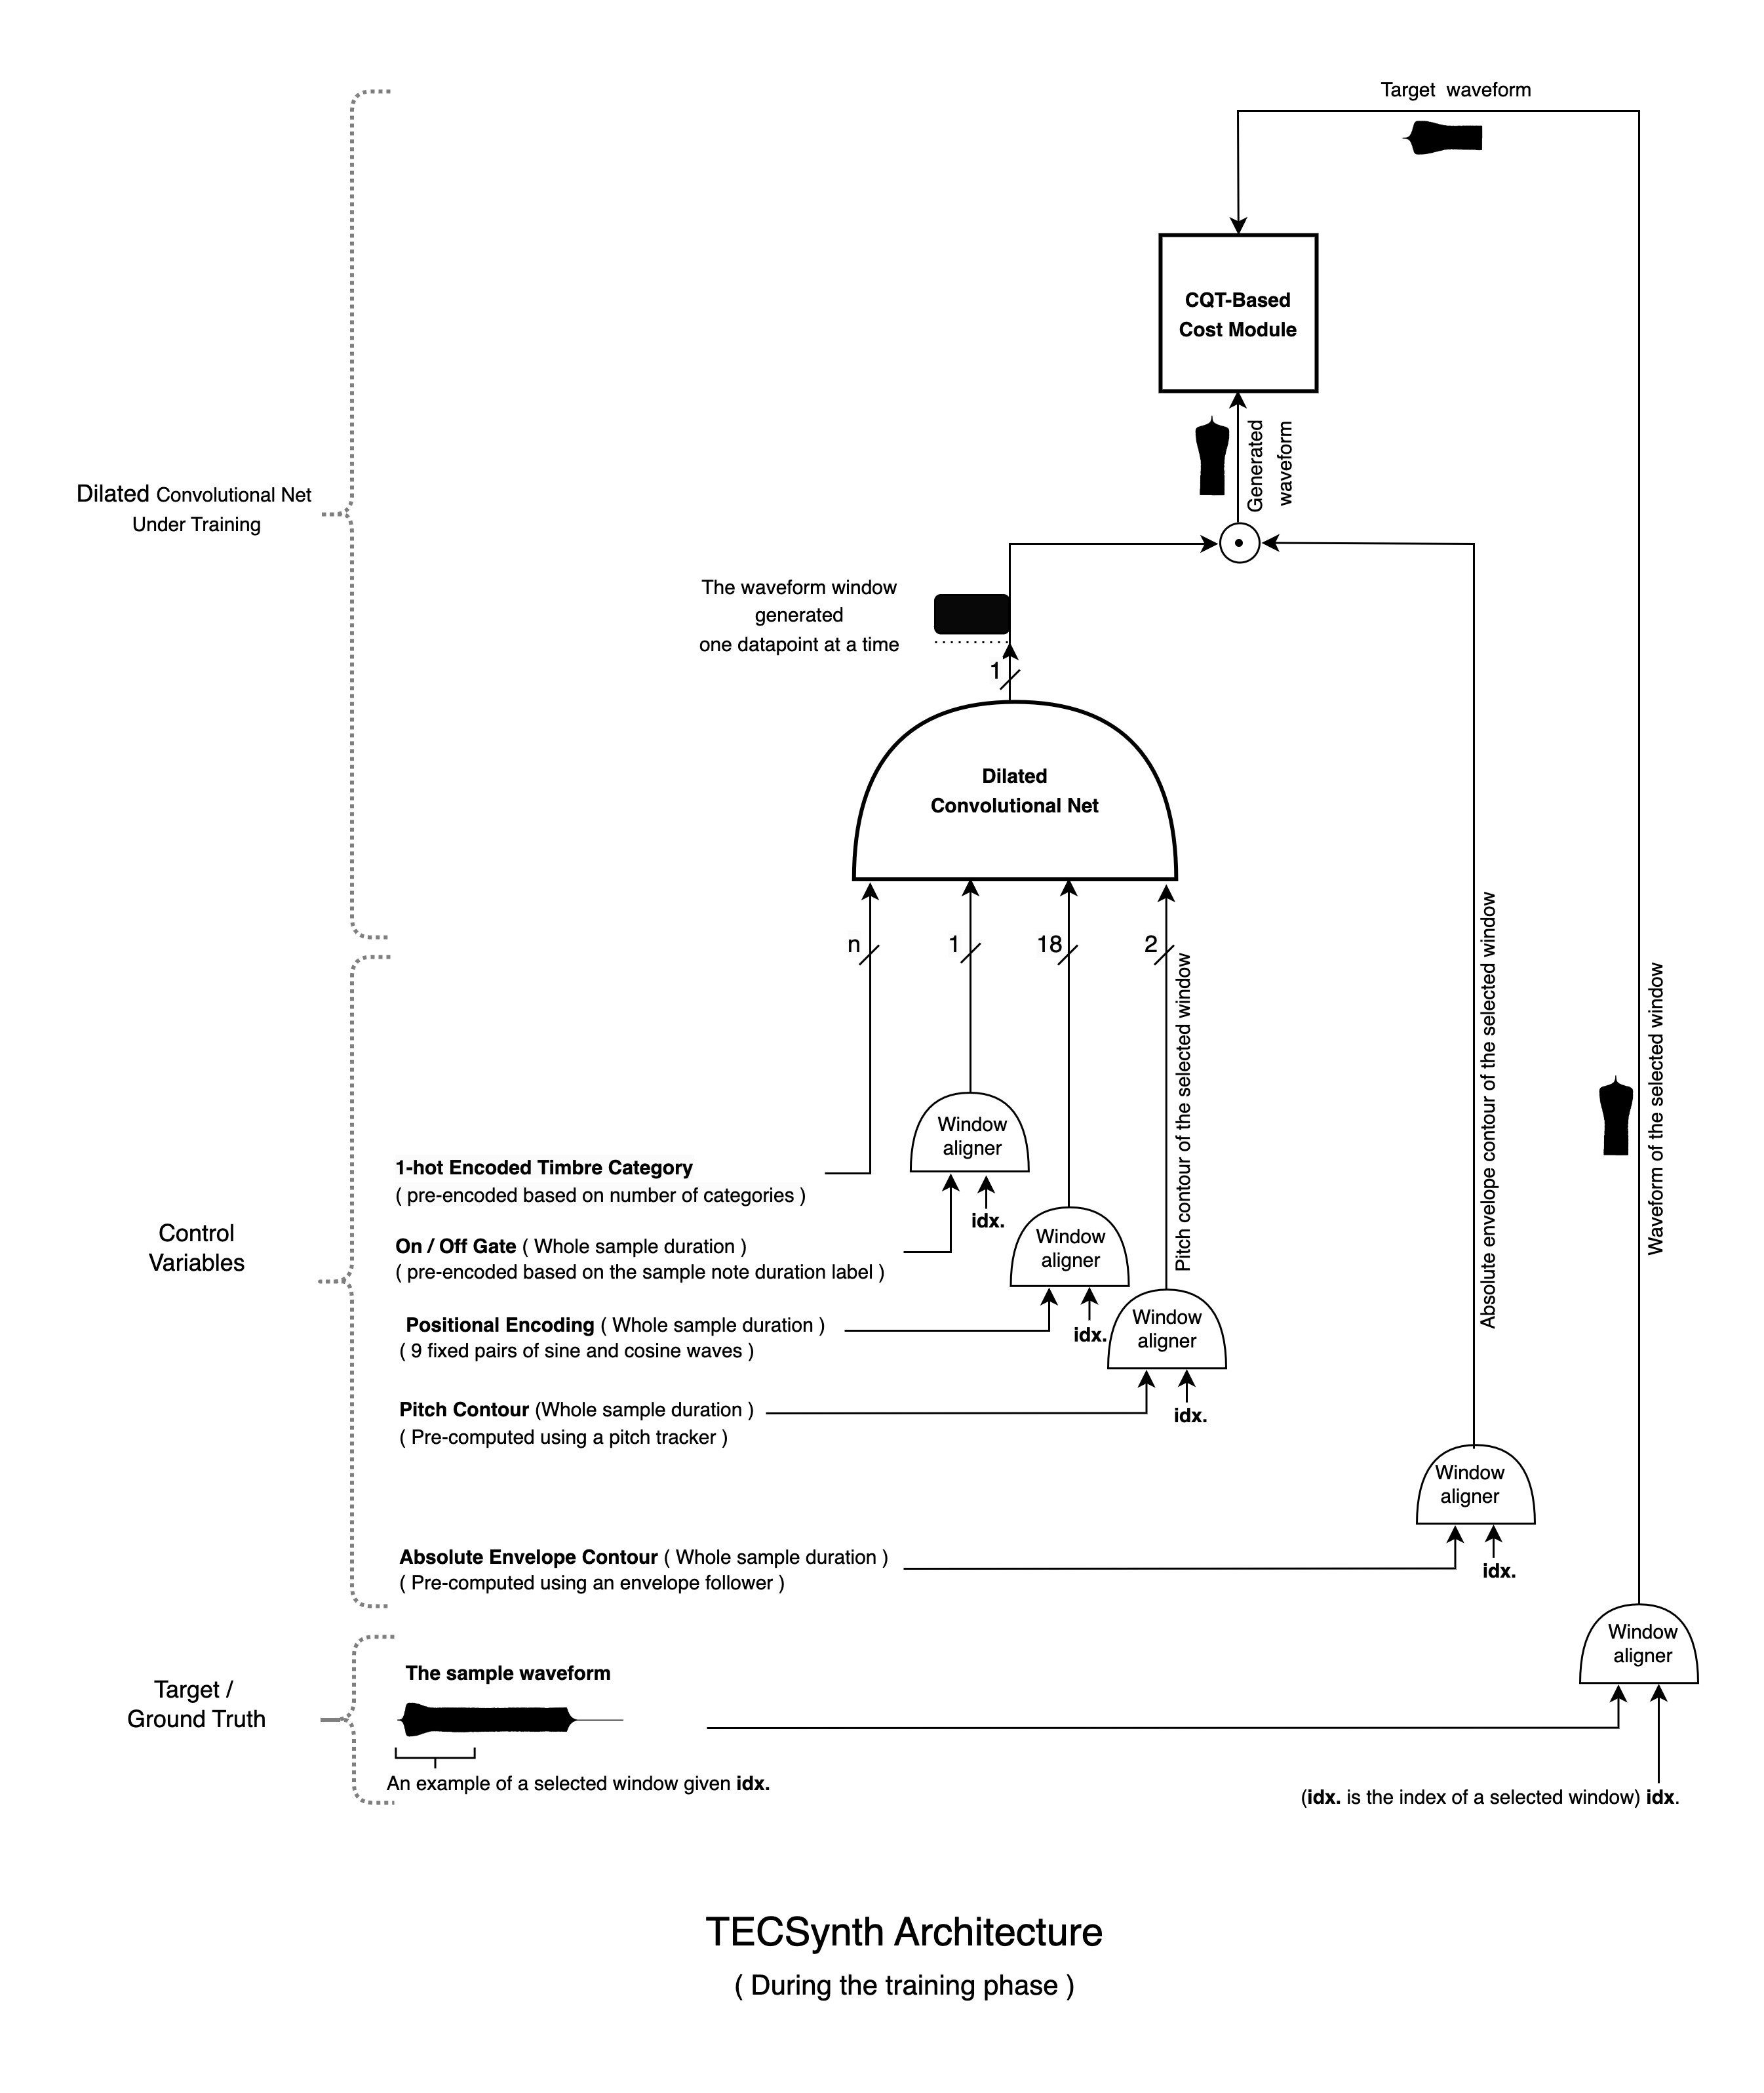 Target waveform
CQT-Based
Cost Module
Generated
waveform
Dilated Convolutional Net
Under Training
The waveform window
generated
one datapoint at a time
1
Dilated
Convolutional Net
n
1
18
2
Pitch contour of the selected window
Absolute envelope contour of the selected window
Waveform of the selected window
Control
Variables
1-hot Encoded Timbre Category
( pre-encoded based on number of categories )
Window
aligner
idx.
On / Off Gate ( Whole sample duration )
( pre-encoded based on the sample note duration label )
Window
aligner
idx.
Positional Encoding ( Whole sample duration )
( 9 fixed pairs of sine and cosine waves )
Window
aligner
idx.
Pitch Contour (Whole sample duration )
( Pre-computed using a pitch tracker )
Window
aligner
idx.
Absolute Envelope Contour ( Whole sample duration )
( Pre-computed using an envelope follower )
Window
aligner
Target /
Ground Truth
The sample waveform
An example of a selected window given idx.
(idx. is the index of a selected window) idx.
TECSynth Architecture
( During the training phase )